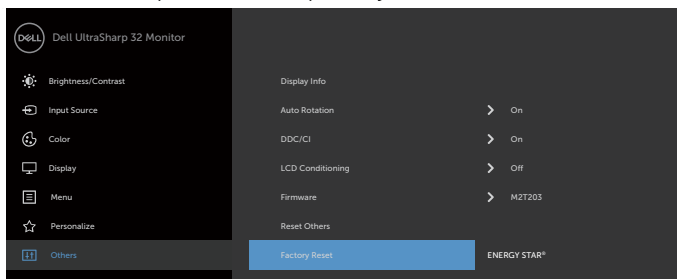 DELL Dell UltraSharp 32 Monitor
Brightness/Contrast Display Info
Input Source Auto Rotation On
Color DDC/CI On
Display LCD Conditioning Off
Menu Firmware M2T203
Personalize Reset Others
Others Factory Reset ENERGY STAR®